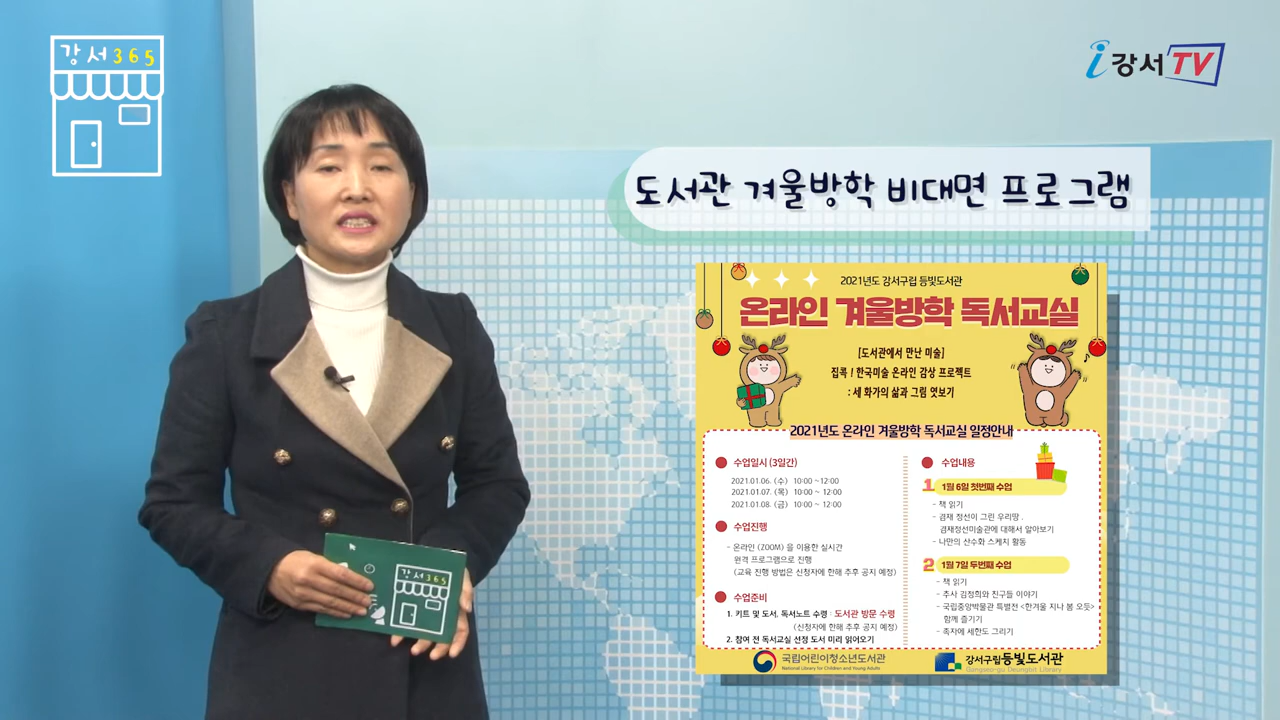 강서365
i강서TV
도서관 겨울방학 비대면 프로그램
2021년도 강서구립 등빛도서관
온라인 겨울방학 독서교실
[도서관에서 만난 미술]
집콕 / 한국미술 온라인 감상 프로젝트
: 세 화가의 삶과 그림 엿보기
2021년도 온라인 겨울방학 독서교실 일정안내
수업일시 (3일간)
2021.01.06. (수) 10:00 ~ 12:00
2021.01.07. (목) 10:00 ~ 12:00
2021.01.08. (금) 10:00 ~ 12:00
수업진행
- 온라인 (ZOOM) 을 이용한 실시간
원격 프로그램으로 진행
(교육 진행 방법은 신청자에 한해 추후 공지 예정)
수업준비
1. 키트 및 도서, 독서노트 수령 : 도서관 방문 수령
(신청자에 한해 추후 공지 예정)
2. 참여 전 독서교실 선정 도서 미리 읽어오기
수업내용
1 1월 6일 첫번째 수업
- 책 읽기
- 겸재 정선이 그린 우리땅,
겸재정선미술관에 대해서 알아보기
- 나만의 산수화 스케치 활동
2 1월 7일 두번째 수업
- 책 읽기
- 추사 김정희와 친구들 이야기
- 국립중앙박물관 특별전 <한겨울 지나 봄 오듯>
함께 즐기기
- 족자에 세한도 그리기
국립어린이청소년도서관
National Library for Children and Young Adults
강서구립등빛도서관
Gangseo-gu Deungbit Library
강서365